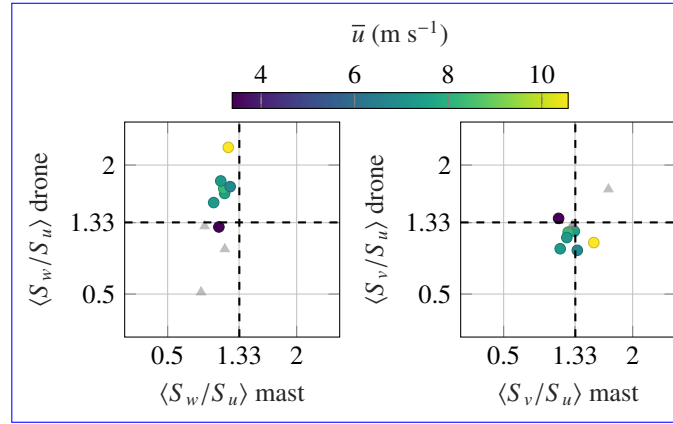 u̅ (m s⁻¹)
4 6 8 10
⟨S_w/S_u⟩ drone
2
1.33
0.5
0.5 1.33 2
⟨S_w/S_u⟩ mast
⟨S_v/S_u⟩ drone
2
1.33
0.5
0.5 1.33 2
⟨S_v/S_u⟩ mast